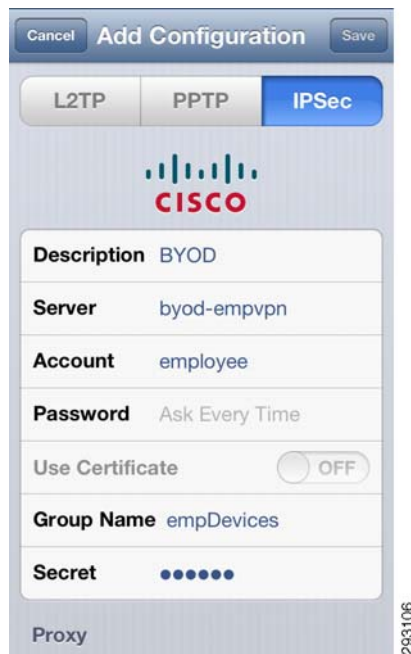 Cancel Add Configuration Save
L2TP PPTP IPSec
CISCO
Description BYOD
Server byod-empvpn
Account employee
Password Ask Every Time
Use Certificate OFF
Group Name empDevices
Secret ●●●●●●
Proxy
293106